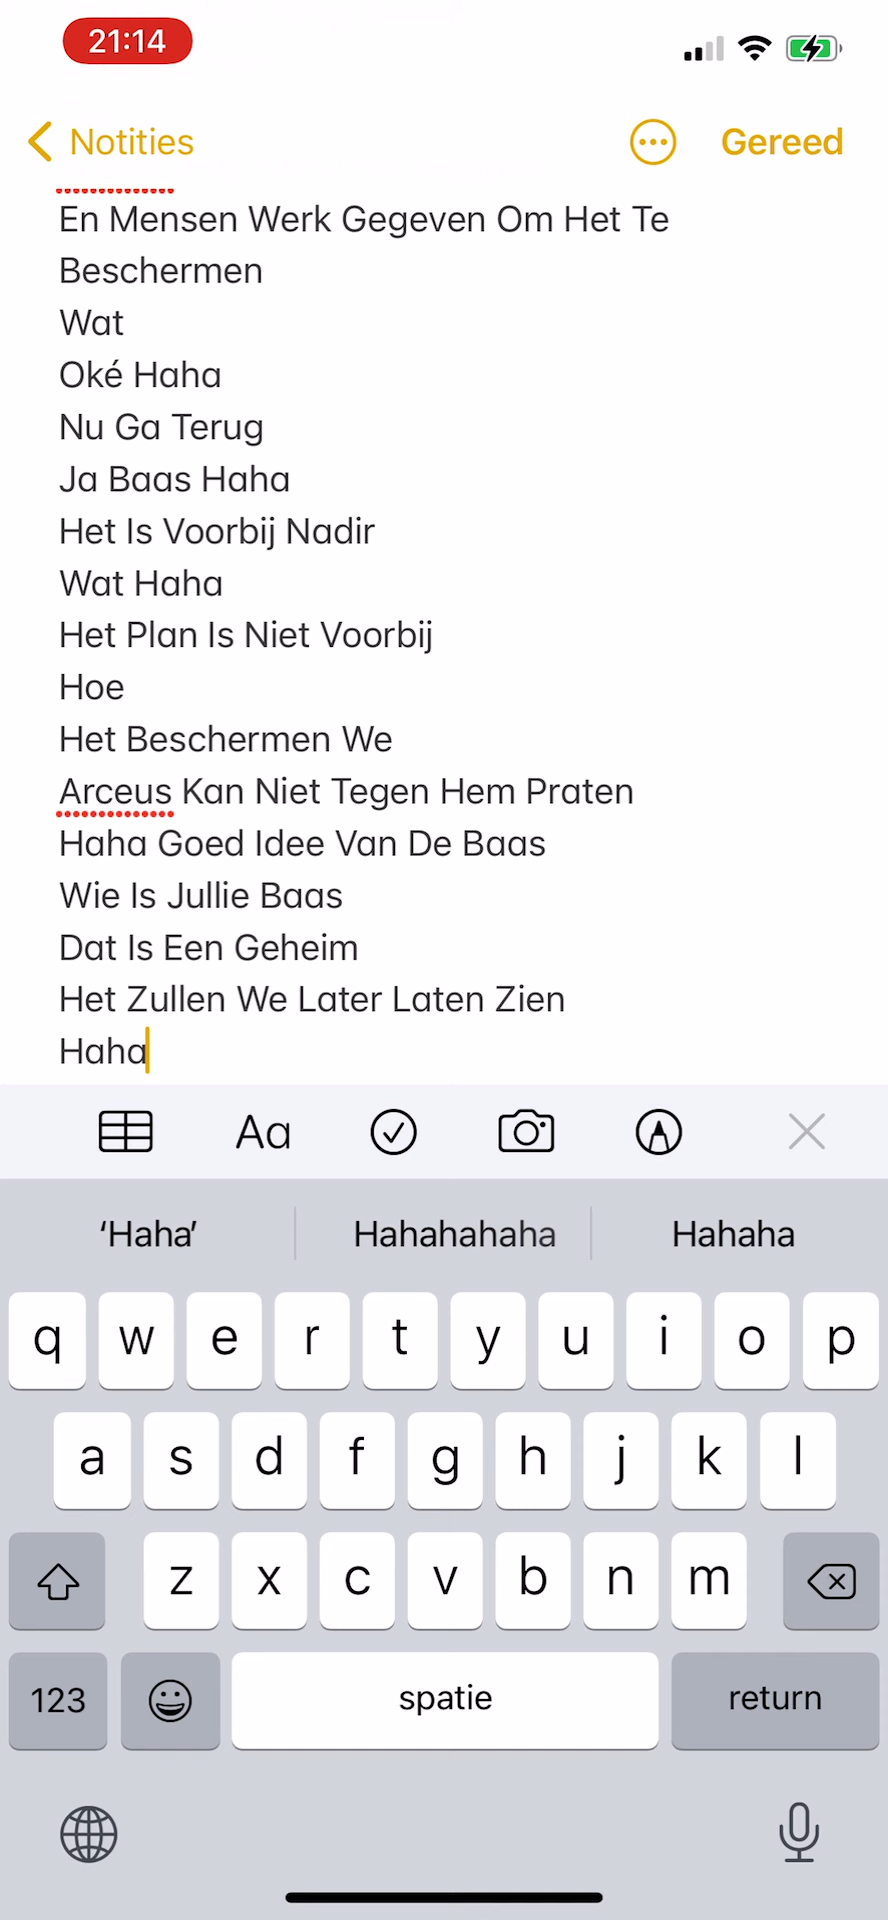 21:14
Notities
Gereed
En Mensen Werk Gegeven Om Het Te
Beschermen
Wat
Oké Haha
Nu Ga Terug
Ja Baas Haha
Het Is Voorbij Nadir
Wat Haha
Het Plan Is Niet Voorbij
Hoe
Het Beschermen We
Arceus Kan Niet Tegen Hem Praten
Haha Goed Idee Van De Baas
Wie Is Jullie Baas
Dat Is Een Geheim
Het Zullen We Later Laten Zien
Haha
Aa
‘Haha’ Hahahahaha Hahaha
q w e r t y u i o p
a s d f g h j k l
z x c v b n m
123 spatie return